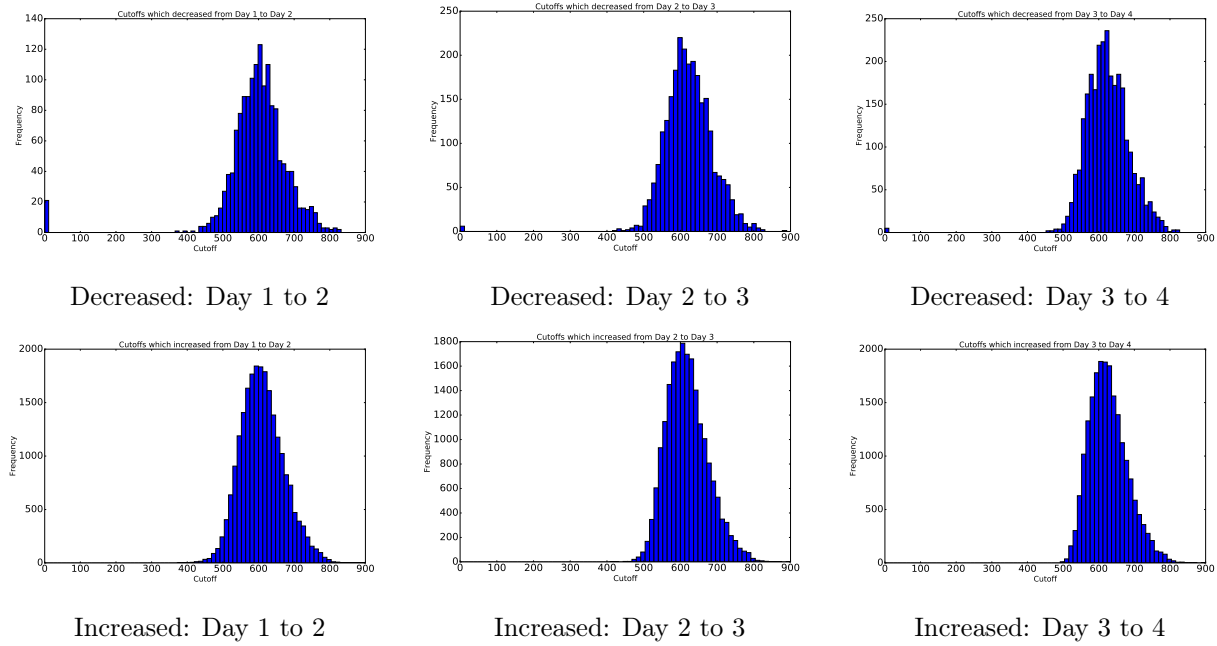 Cutoffs which decreased from Day 1 to Day 2
140
120
100
80
60
40
20
0
Frequency
0 100 200 300 400 500 600 700 800 900
Cutoff
Decreased: Day 1 to 2
Cutoffs which decreased from Day 2 to Day 3
250
200
150
100
50
0
Frequency
0 100 200 300 400 500 600 700 800 900
Cutoff
Decreased: Day 2 to 3
Cutoffs which decreased from Day 3 to Day 4
250
200
150
100
50
0
Frequency
0 100 200 300 400 500 600 700 800 900
Cutoff
Decreased: Day 3 to 4
Cutoffs which increased from Day 1 to Day 2
2000
1500
1000
500
0
Frequency
0 100 200 300 400 500 600 700 800 900
Cutoff
Increased: Day 1 to 2
Cutoffs which increased from Day 2 to Day 3
1800
1600
1400
1200
1000
800
600
400
200
0
Frequency
0 100 200 300 400 500 600 700 800 900
Cutoff
Increased: Day 2 to 3
Cutoffs which increased from Day 3 to Day 4
2000
1500
1000
500
0
Frequency
0 100 200 300 400 500 600 700 800 900
Cutoff
Increased: Day 3 to 4